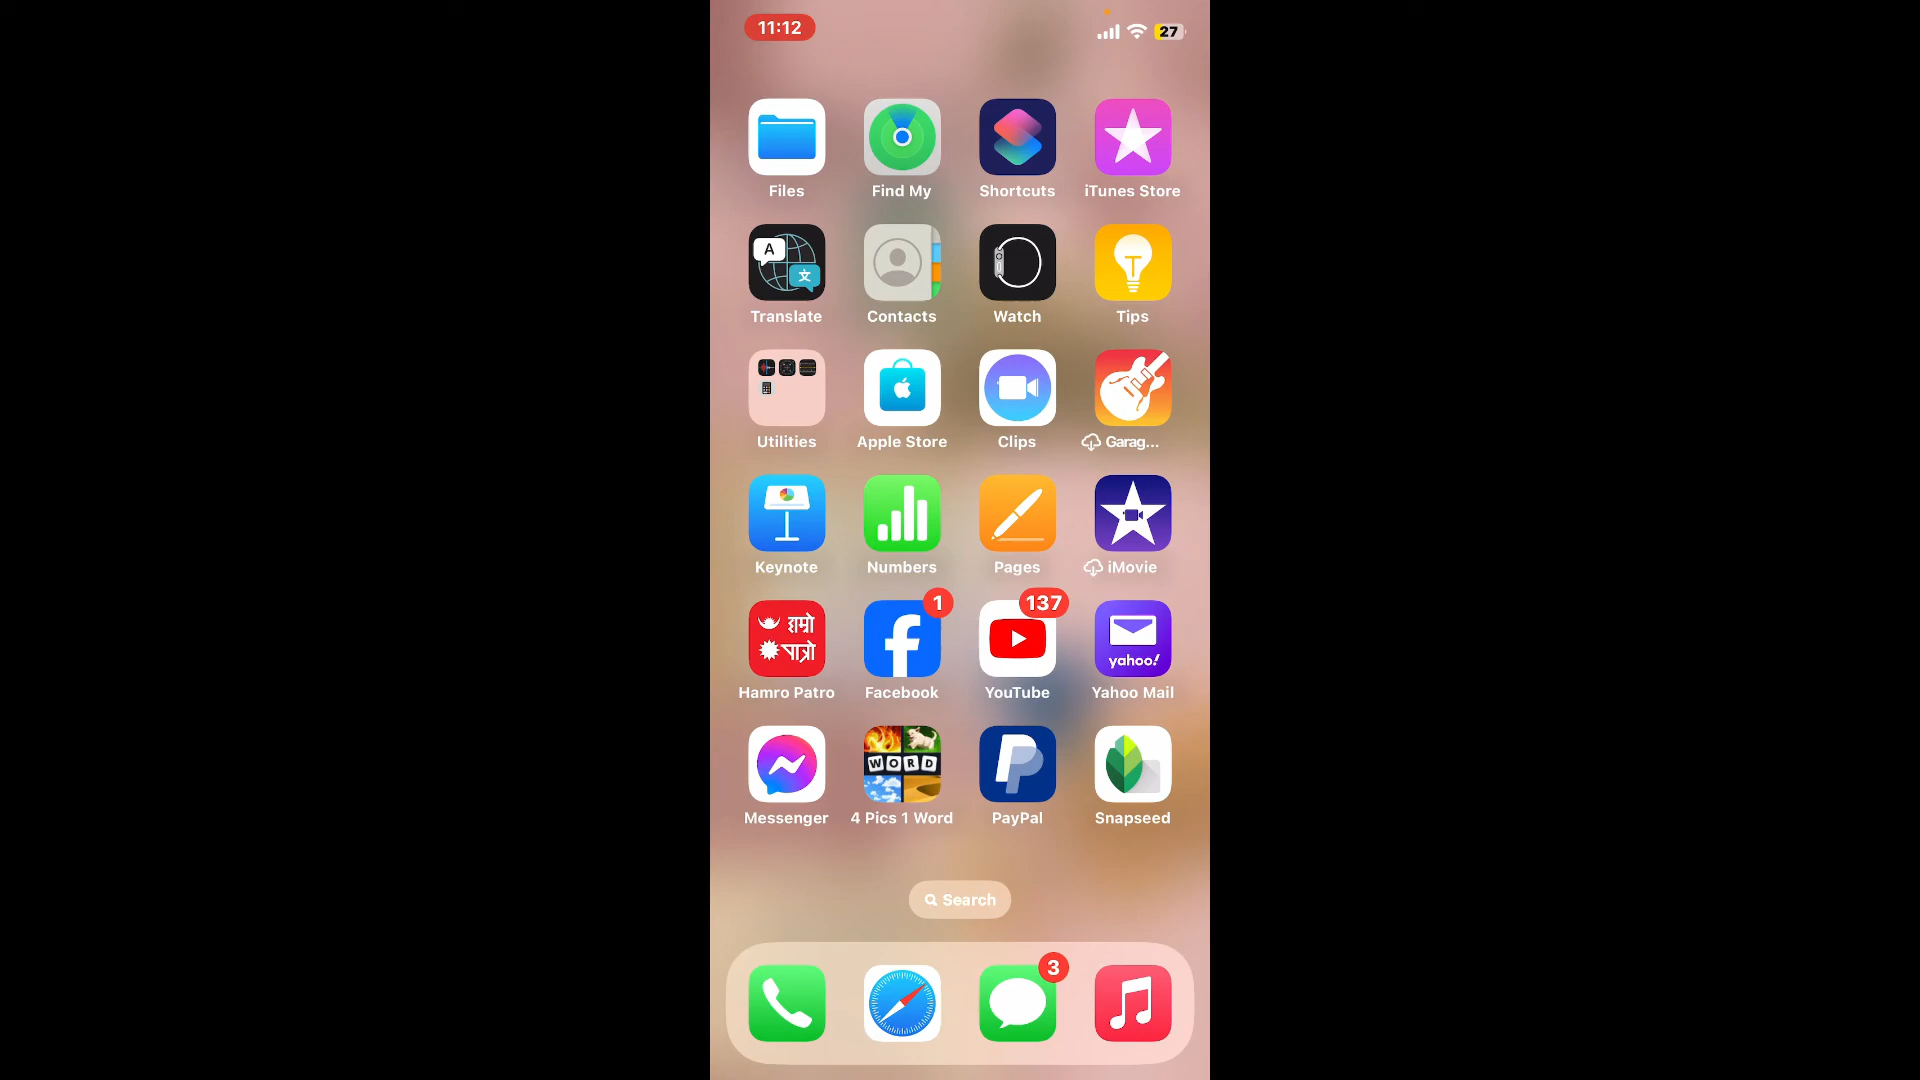 11:12
27
Files
Find My
Shortcuts
iTunes Store
A
文
T
Translate
Contacts
Watch
Tips
Utilities
Apple Store
Clips
Garag...
Keynote
Numbers
Pages
iMovie
हाम्रो
पात्रो
1
137
yahoo!
Hamro Patro
Facebook
YouTube
Yahoo Mail
WORD
Messenger
4 Pics 1 Word
PayPal
Snapseed
Search
3